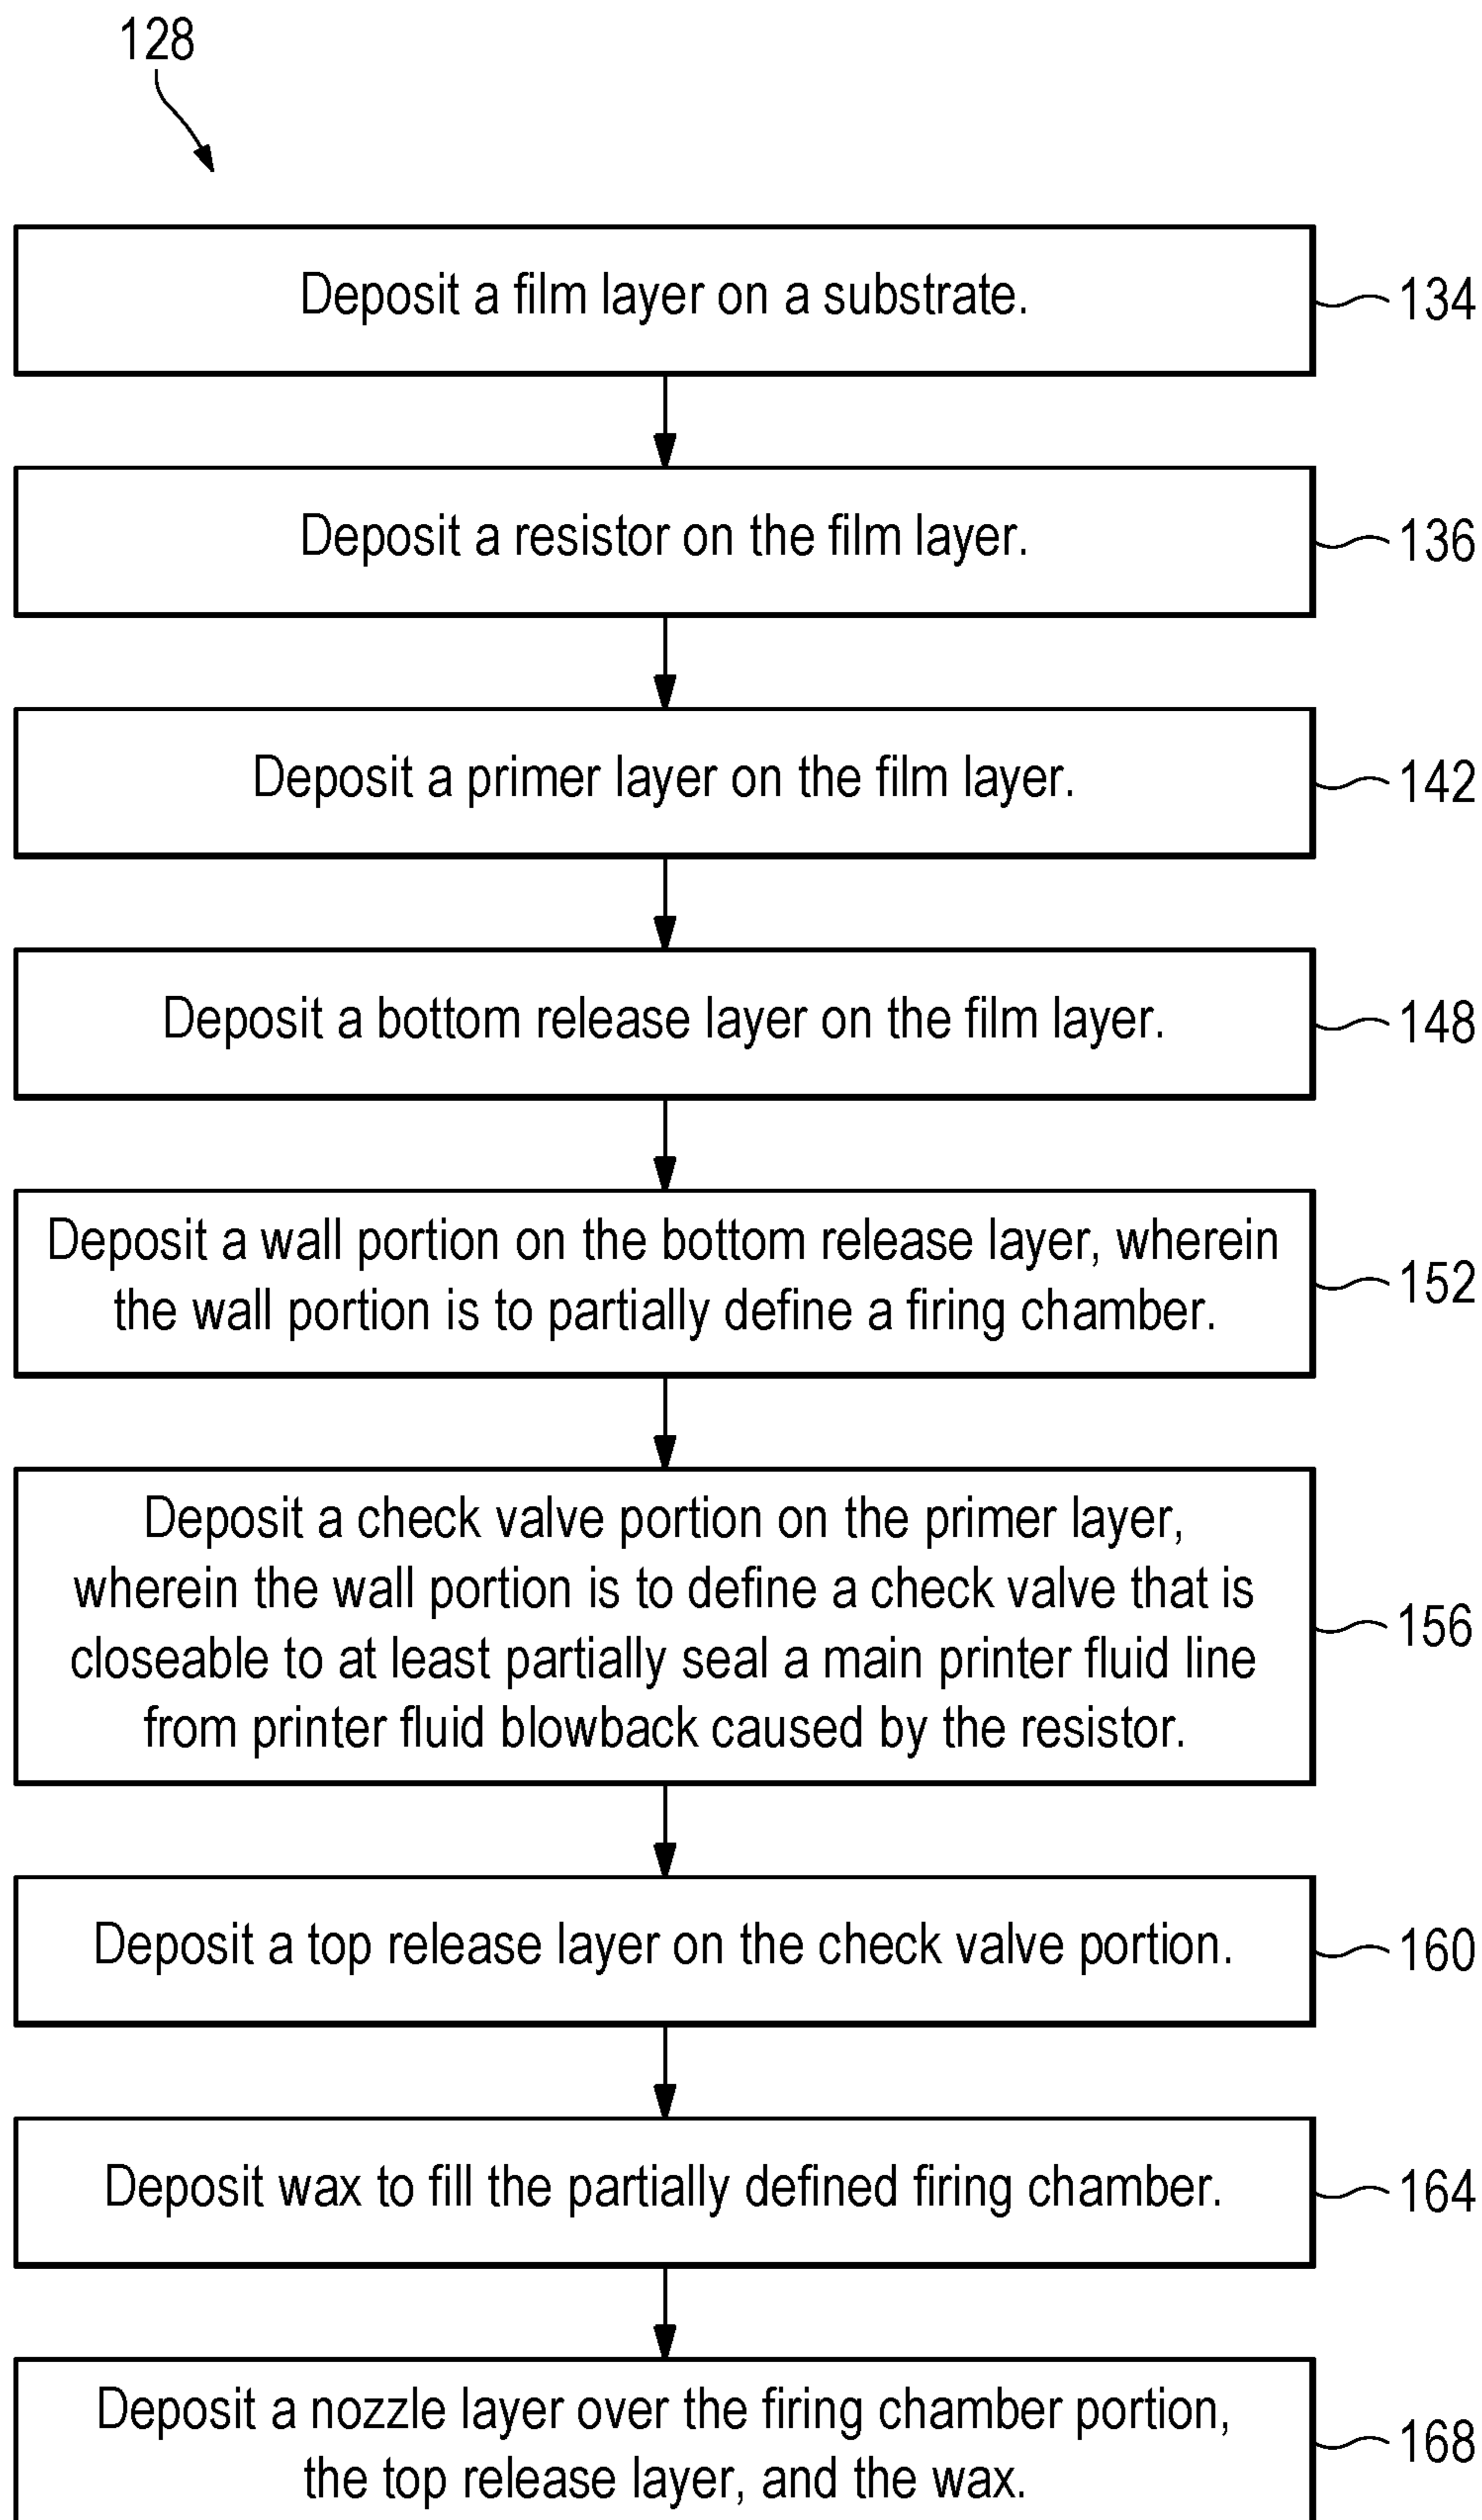 128
Deposit a film layer on a substrate.
134
Deposit a resistor on the film layer.
136
Deposit a primer layer on the film layer.
142
Deposit a bottom release layer on the film layer.
148
Deposit a wall portion on the bottom release layer, wherein
the wall portion is to partially define a firing chamber.
152
Deposit a check valve portion on the primer layer,
wherein the wall portion is to define a check valve that is
closeable to at least partially seal a main printer fluid line
from printer fluid blowback caused by the resistor.
156
Deposit a top release layer on the check valve portion.
160
Deposit wax to fill the partially defined firing chamber.
164
Deposit a nozzle layer over the firing chamber portion,
the top release layer, and the wax.
168